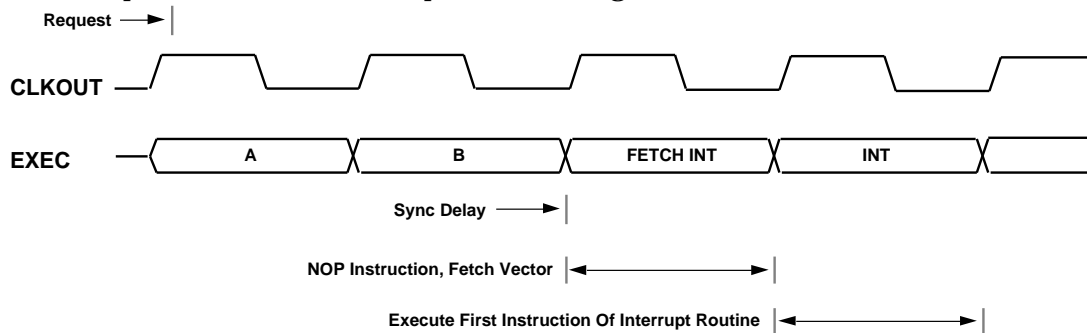 Request
CLKOUT
EXEC A B FETCH INT INT
Sync Delay
NOP Instruction, Fetch Vector
Execute First Instruction Of Interrupt Routine